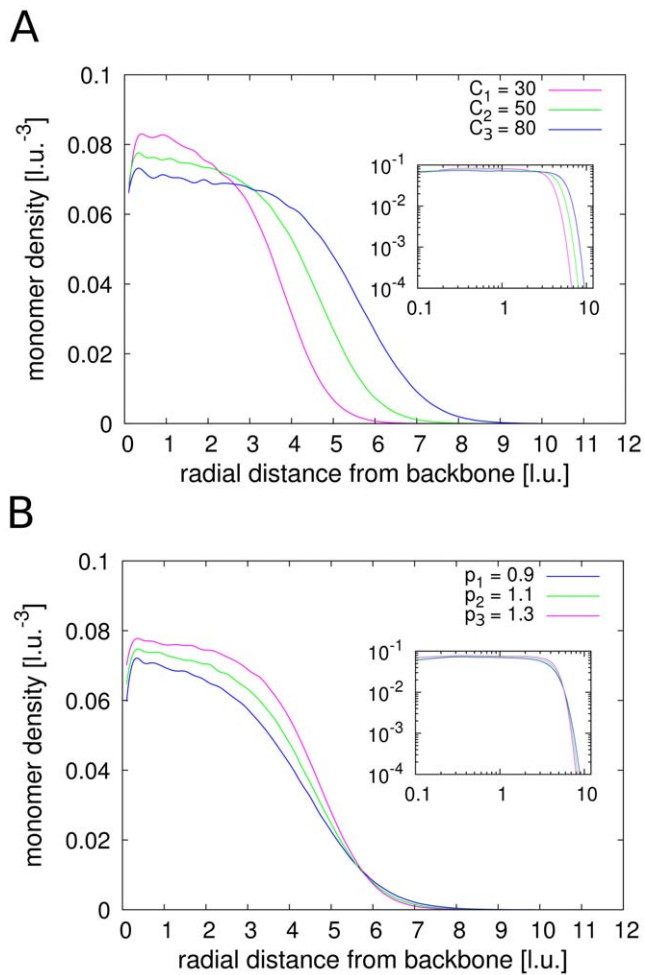 A
0.1
0.08
0.06
0.04
0.02
0
monomer density [l.u.⁻³]
C₁ = 30
C₂ = 50
C₃ = 80
10⁻¹
10⁻²
10⁻³
10⁻⁴
0.1 1 10
0 1 2 3 4 5 6 7 8 9 10 11 12
radial distance from backbone [l.u.]
B
0.1
0.08
0.06
0.04
0.02
0
monomer density [l.u.⁻³]
p₁ = 0.9
p₂ = 1.1
p₃ = 1.3
10⁻¹
10⁻²
10⁻³
10⁻⁴
0.1 1 10
0 1 2 3 4 5 6 7 8 9 10 11 12
radial distance from backbone [l.u.]